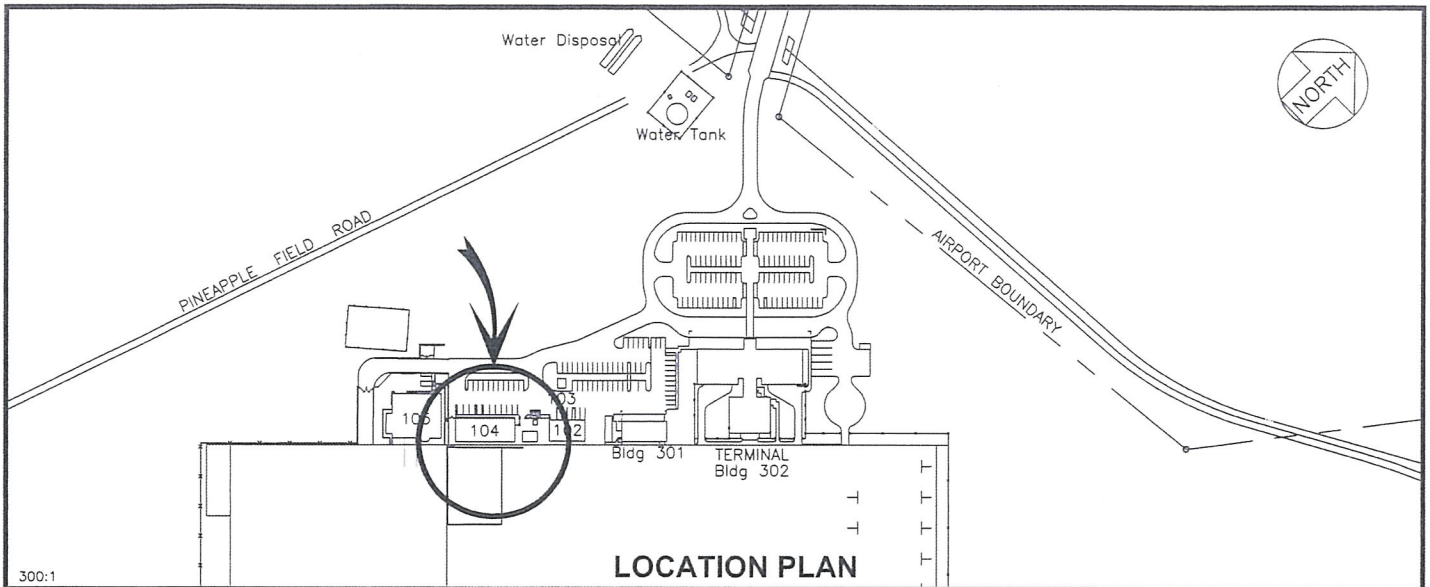 Water Disposal
NORTH
Water Tank
PINEAPPLE FIELD ROAD
AIRPORT BOUNDARY
103
105
104
102
Bldg 301
TERMINAL
Bldg 302
LOCATION PLAN
300:1